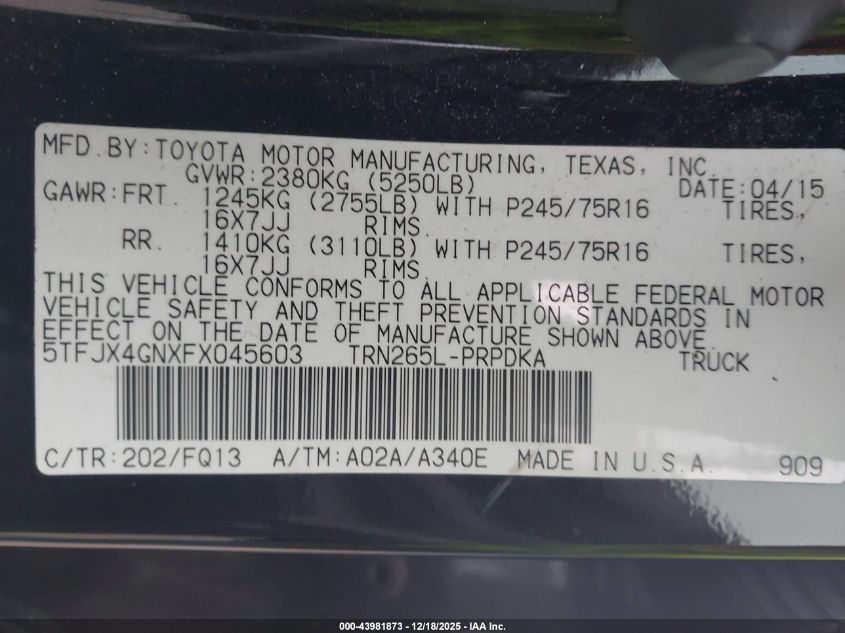 MFD. BY: TOYOTA MOTOR MANUFACTURING, TEXAS, INC.
GVWR: 2380KG (5250LB) DATE: 04/15
GAWR: FRT. 1245KG (2755LB) WITH P245/75R16 TIRES,
16X7JJ RIMS.
RR. 1410KG (3110LB) WITH P245/75R16 TIRES,
16X7JJ RIMS.
THIS VEHICLE CONFORMS TO ALL APPLICABLE FEDERAL MOTOR
VEHICLE SAFETY AND THEFT PREVENTION STANDARDS IN
EFFECT ON THE DATE OF MANUFACTURE SHOWN ABOVE.
5TFJX4GNXFX045603 TRN265L-PRPDKA TRUCK
C/TR: 202/FQ13 A/TM: A02A/A340E MADE IN U.S.A. 909
000-43981873 - 12/18/2025 - IAA Inc.